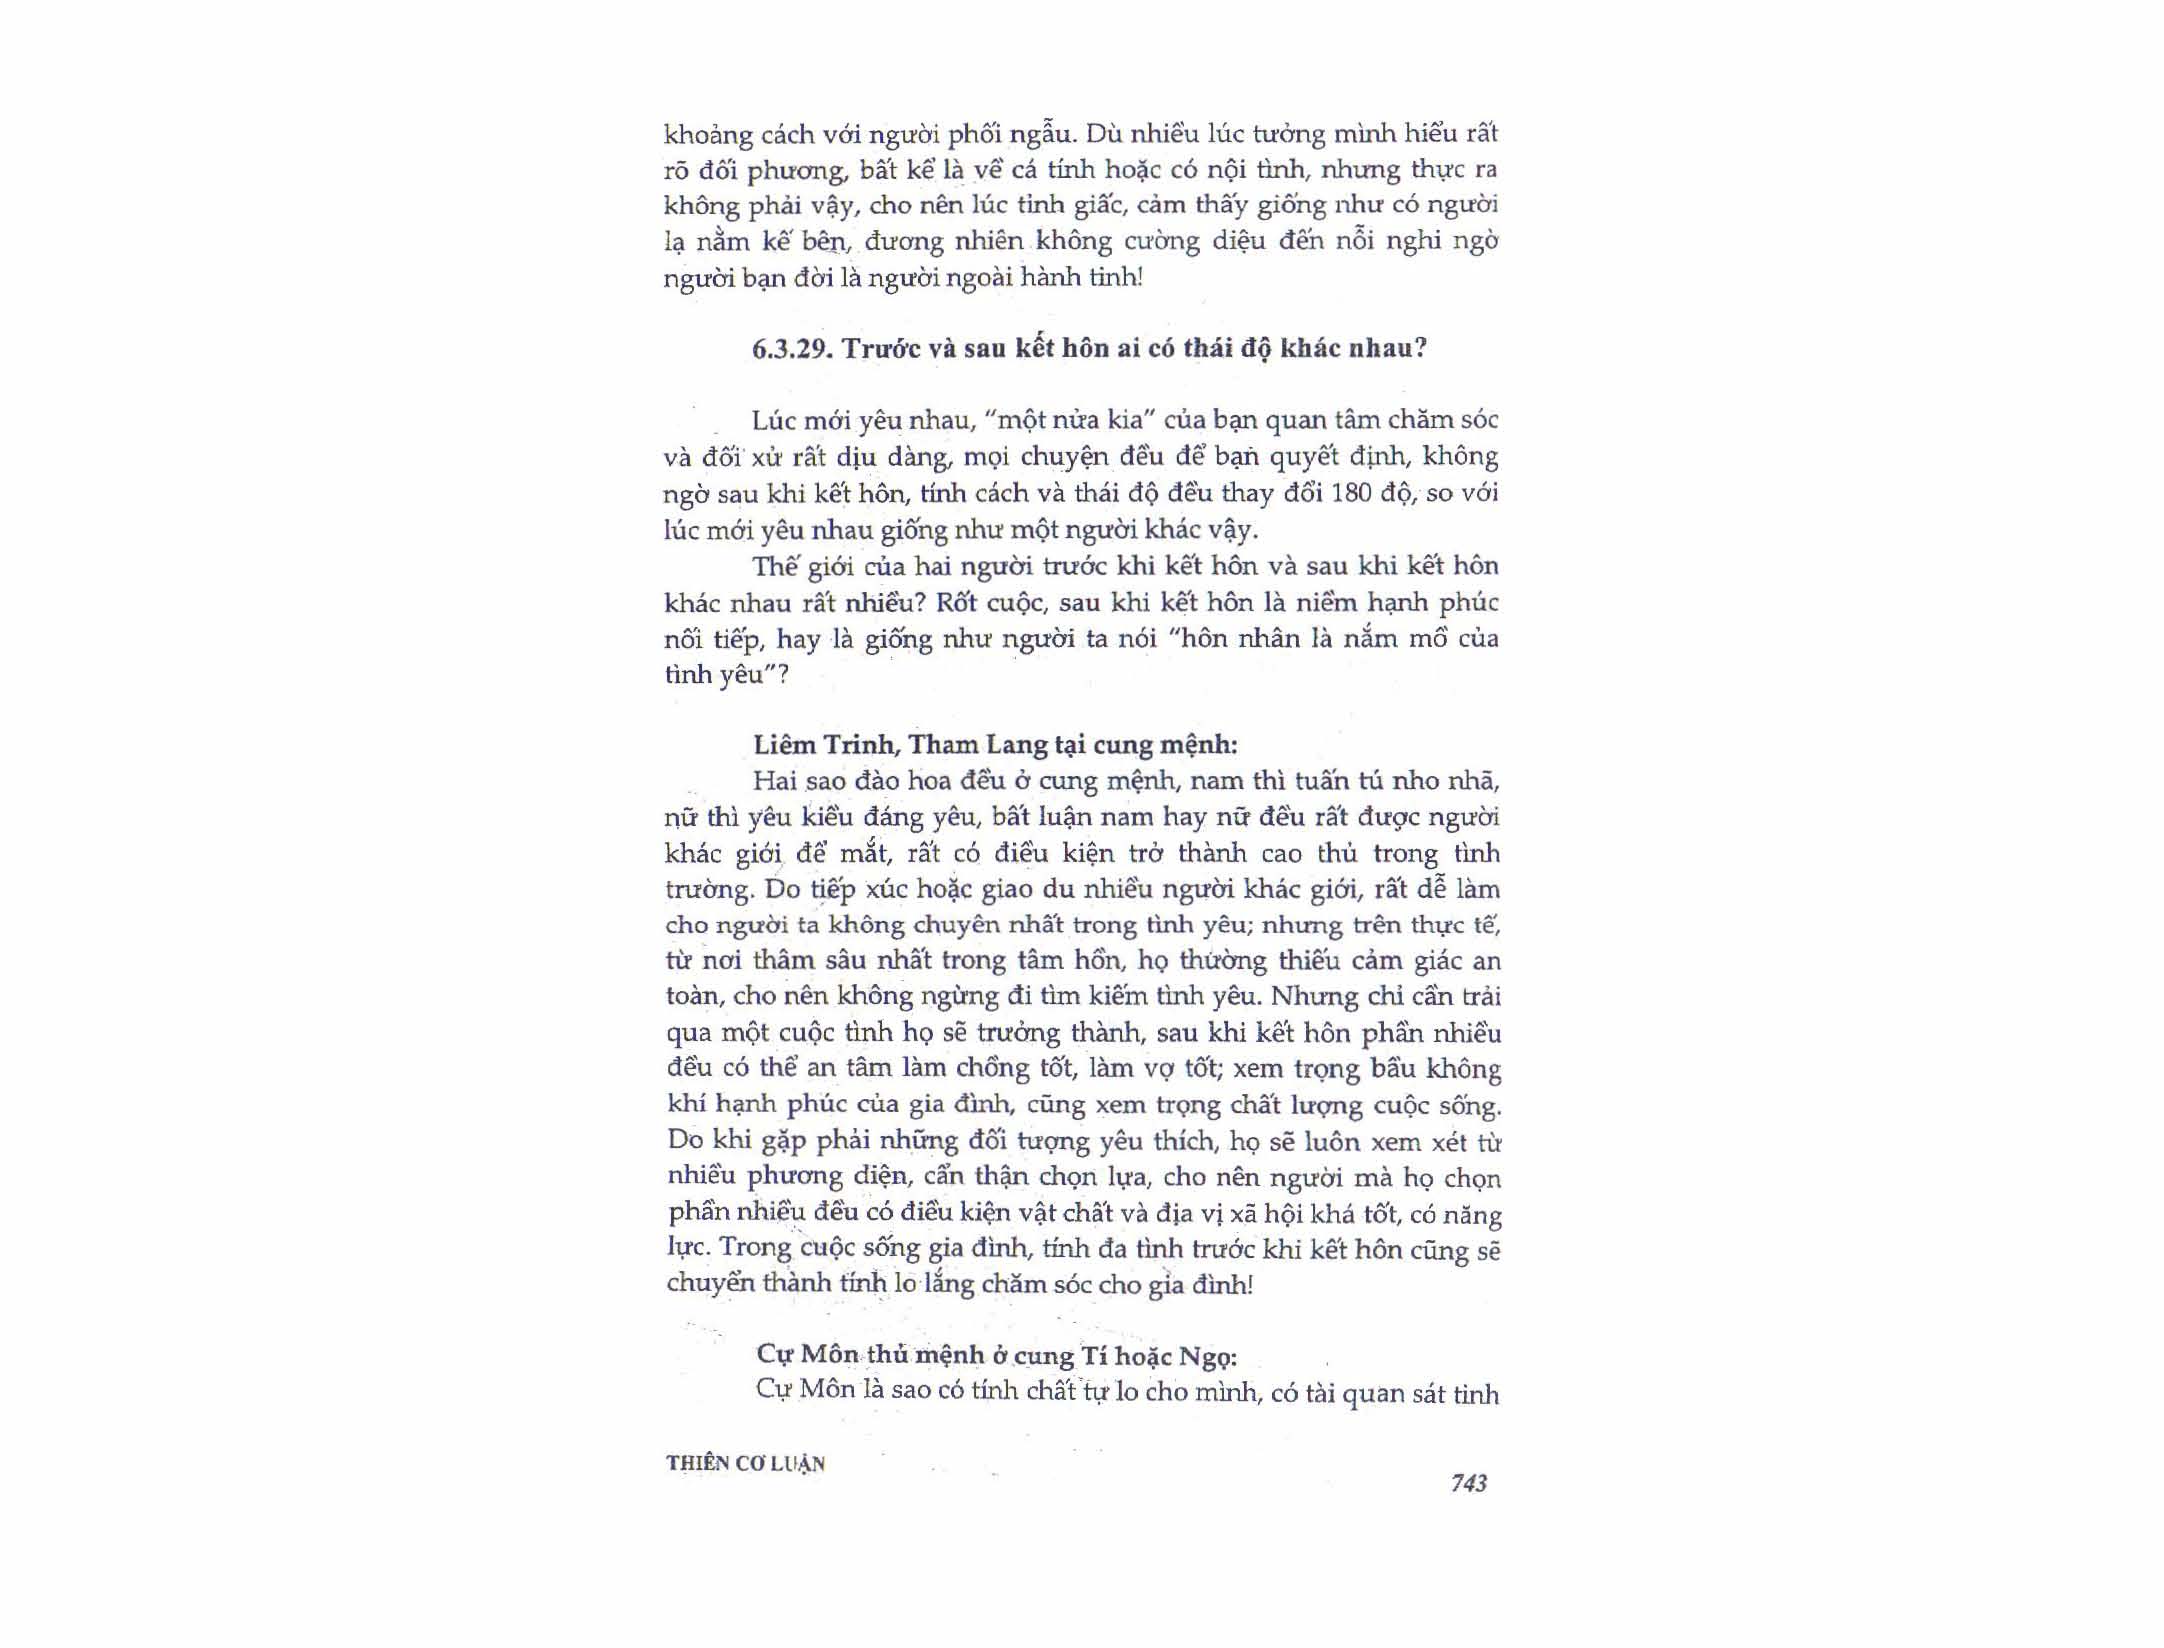 khoảng cách với người phối ngẫu. Dù nhiều lúc tưởng mình hiểu rất
rõ đối phương, bất kể là về cá tính hoặc có nội tình, nhưng thực ra
không phải vậy, cho nên lúc tỉnh giấc, cảm thấy giống như có người
lạ nằm kế bên, đương nhiên không cường điệu đến nỗi nghi ngờ
người bạn đời là người ngoài hành tinh!
6.3.29. Trước và sau kết hôn ai có thái độ khác nhau?
Lúc mới yêu nhau, "một nửa kia" của bạn quan tâm chăm sóc
và đối xử rất dịu dàng, mọi chuyện đều để bạn quyết định, không
ngờ sau khi kết hôn, tính cách và thái độ đều thay đổi 180 độ, so với
lúc mới yêu nhau giống như một người khác vậy.
Thế giới của hai người trước khi kết hôn và sau khi kết hôn
khác nhau rất nhiều? Rốt cuộc, sau khi kết hôn là niềm hạnh phúc
nối tiếp, hay là giống như người ta nói "hôn nhân là nắm mồ của
tình yêu"?
Liêm Trinh, Tham Lang tại cung mệnh:
Hai sao đào hoa đều ở cung mệnh, nam thì tuấn tú nho nhã,
nữ thì yêu kiều đáng yêu, bất luận nam hay nữ đều rất được người
khác giới để mắt, rất có điều kiện trở thành cao thủ trong tình
trường. Do tiếp xúc hoặc giao du nhiều người khác giới, rất dễ làm
cho người ta không chuyên nhất trong tình yêu; nhưng trên thực tế,
từ nơi thâm sâu nhất trong tâm hồn, họ thường thiếu cảm giác an
toàn, cho nên không ngừng đi tìm kiếm tình yêu. Nhưng chỉ cần trải
qua một cuộc tình họ sẽ trưởng thành, sau khi kết hôn phần nhiều
đều có thể an tâm làm chồng tốt, làm vợ tốt; xem trọng bầu không
khí hạnh phúc của gia đình, cũng xem trọng chất lượng cuộc sống.
Do khi gặp phải những đối tượng yêu thích, họ sẽ luôn xem xét từ
nhiều phương diện, cẩn thận chọn lựa, cho nên người mà họ chọn
phần nhiều đều có điều kiện vật chất và địa vị xã hội khá tốt, có năng
lực. Trong cuộc sống gia đình, tính đa tình trước khi kết hôn cũng sẽ
chuyển thành tính lo lắng chăm sóc cho gia đình!
Cự Môn thủ mệnh ở cung Tí hoặc Ngọ:
Cự Môn là sao có tính chất tự lo cho mình, có tài quan sát tinh
THIÊN CƠ LUẬN
743